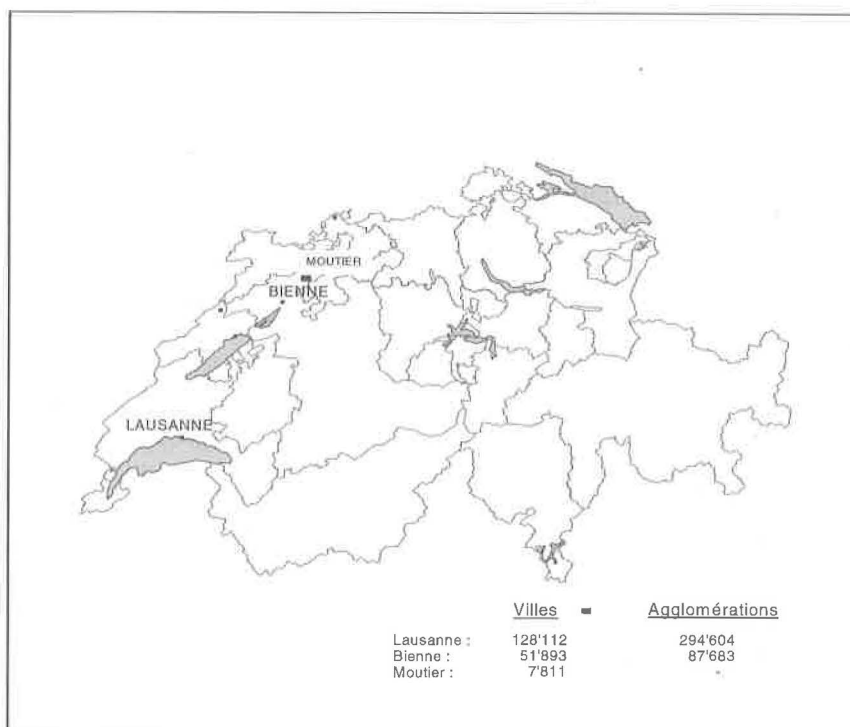 MOUTIER
BIENNE
LAUSANNE
Villes Agglomérations
Lausanne : 128'112 294'604
Bienne : 51'893 87'683
Moutier : 7'811